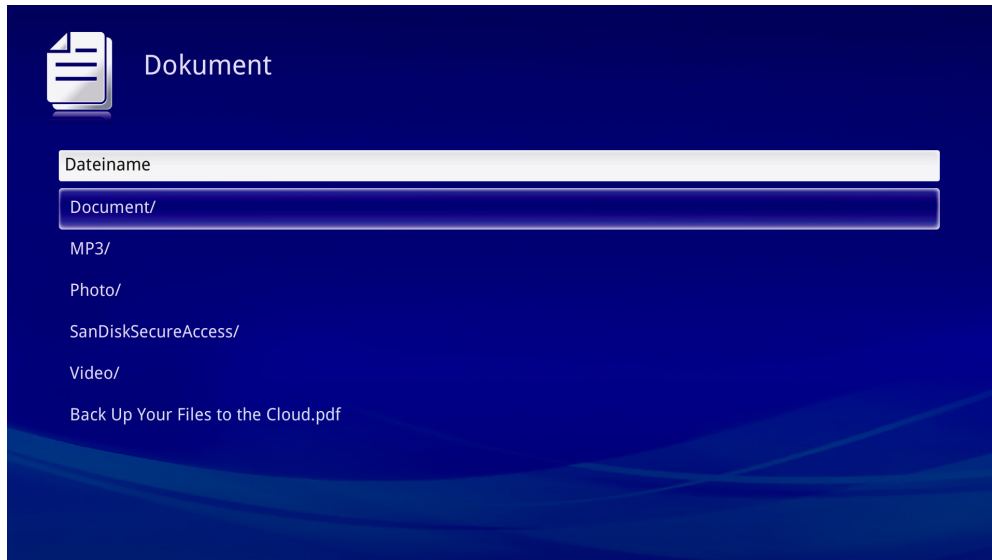 Dokument
Dateiname
Document/
MP3/
Photo/
SanDiskSecureAccess/
Video/
Back Up Your Files to the Cloud.pdf